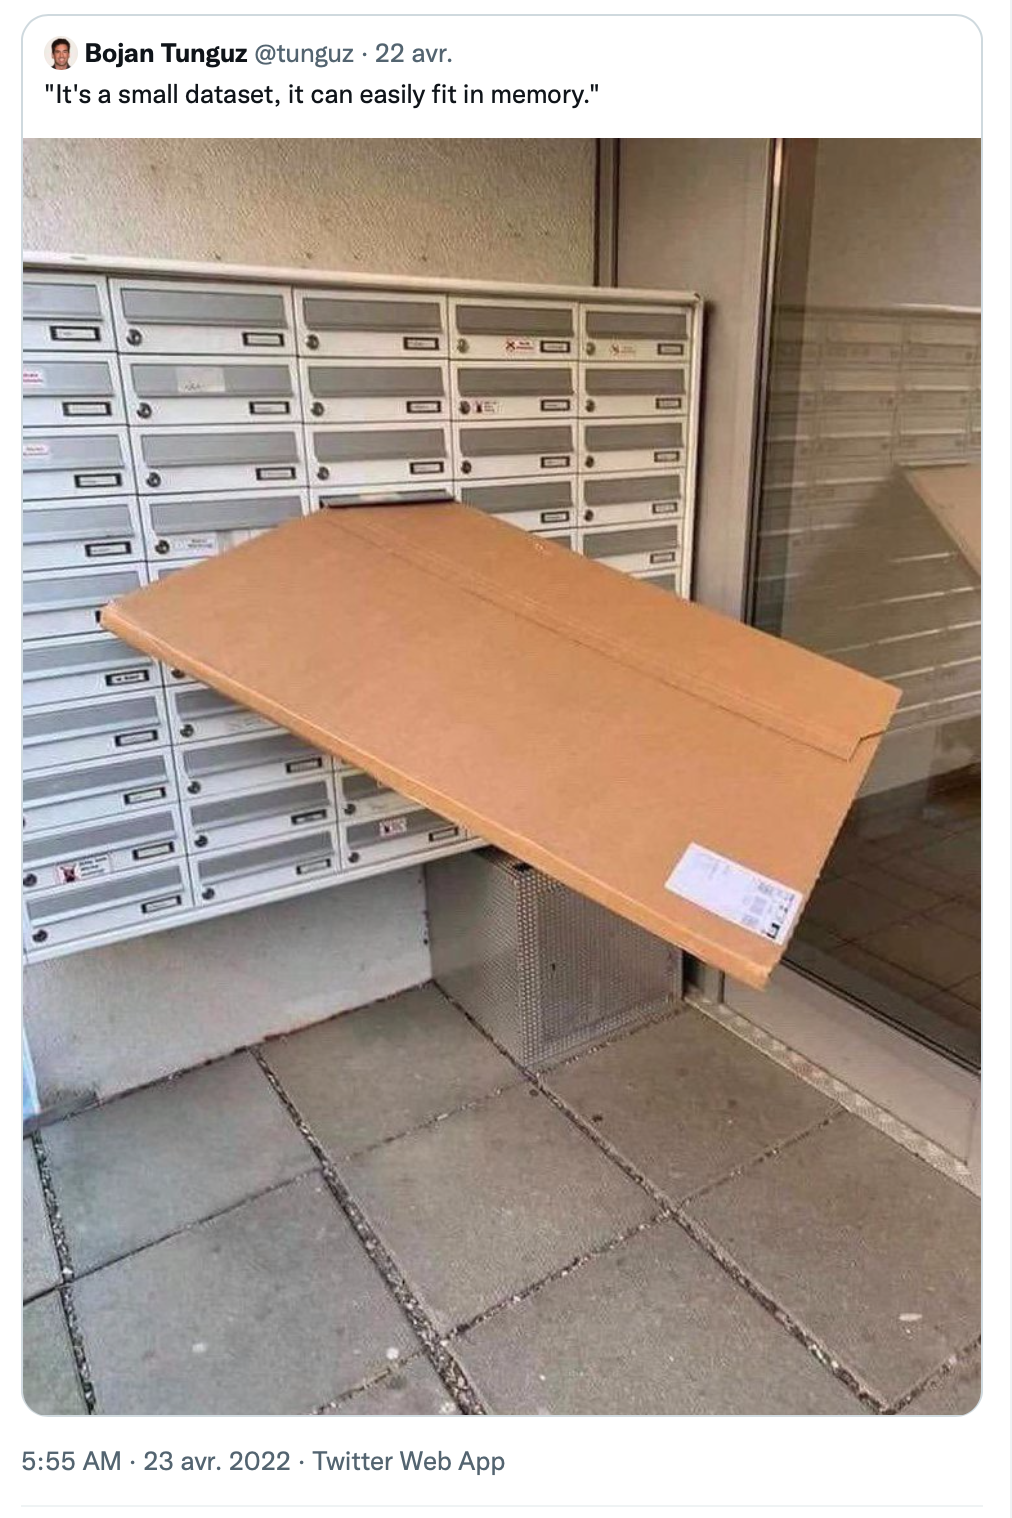 Bojan Tunguz @tunguz · 22 avr.
"It's a small dataset, it can easily fit in memory."
5:55 AM · 23 avr. 2022 · Twitter Web App